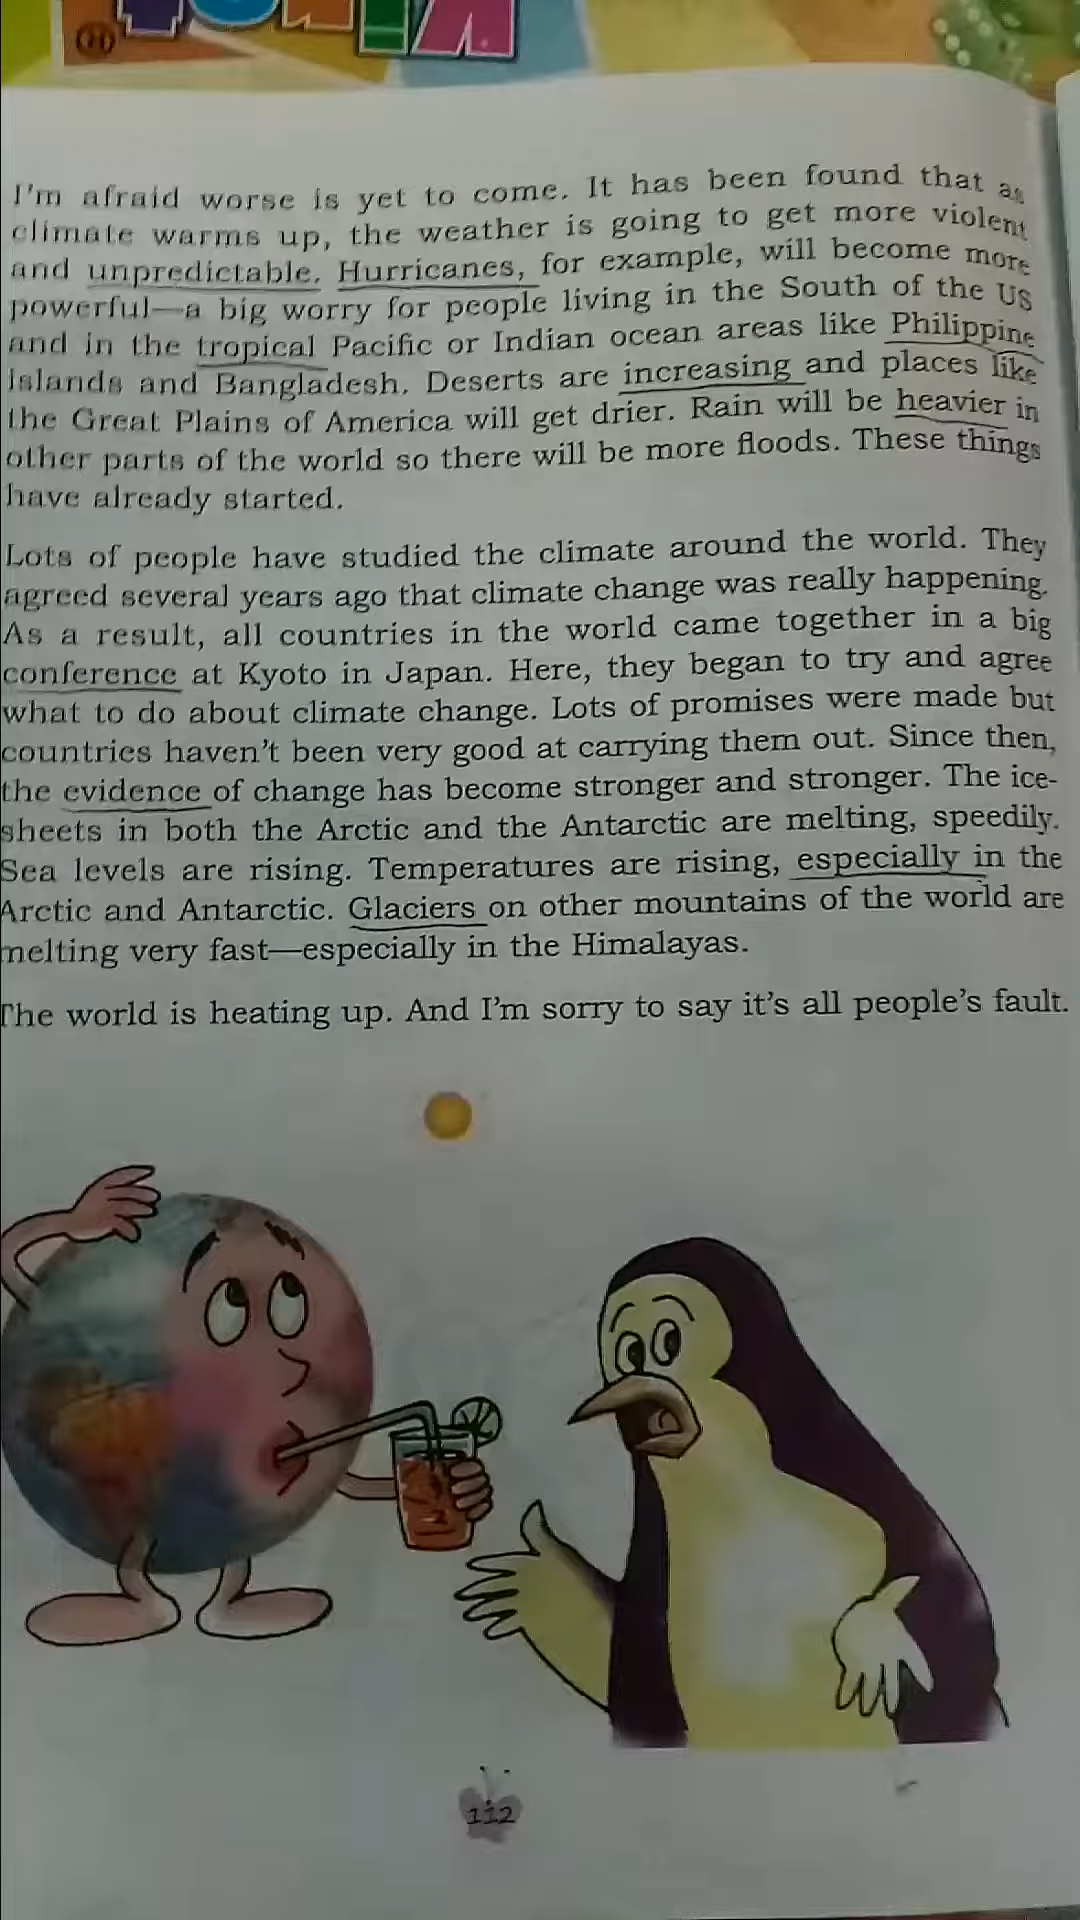 I'm afraid worse is yet to come. It has been found that as
climate warms up, the weather is going to get more violent
and unpredictable. Hurricanes, for example, will become more
powerful—a big worry for people living in the South of the US
and in the tropical Pacific or Indian ocean areas like Philippine
islands and Bangladesh. Deserts are increasing and places like
the Great Plains of America will get drier. Rain will be heavier in
other parts of the world so there will be more floods. These things
have already started.
Lots of people have studied the climate around the world. They
agreed several years ago that climate change was really happening.
As a result, all countries in the world came together in a big
conference at Kyoto in Japan. Here, they began to try and agree
what to do about climate change. Lots of promises were made but
countries haven't been very good at carrying them out. Since then,
the evidence of change has become stronger and stronger. The ice-
sheets in both the Arctic and the Antarctic are melting, speedily.
Sea levels are rising. Temperatures are rising, especially in the
Arctic and Antarctic. Glaciers on other mountains of the world are
melting very fast—especially in the Himalayas.
The world is heating up. And I'm sorry to say it's all people's fault.
112